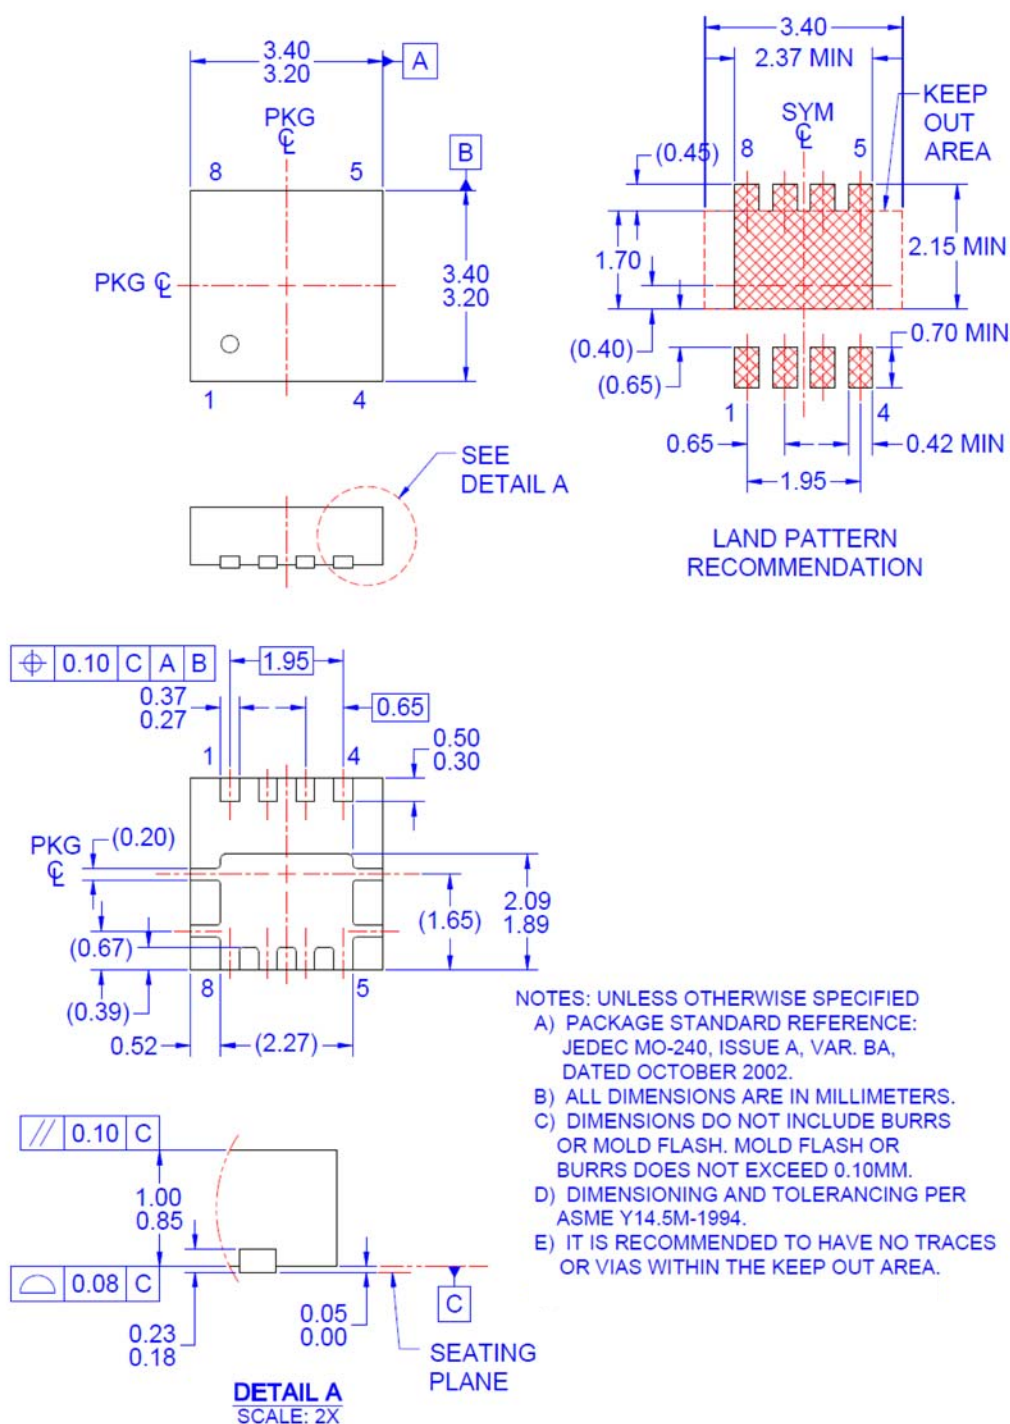 3.40
3.20
A
PKG
℄
B
8 5
PKG ℄
3.40
3.20
1 4
SEE
DETAIL A
3.40
2.37 MIN
KEEP
OUT
AREA
SYM
℄
(0.45)
8 5
1.70
2.15 MIN
(0.40)
(0.65)
0.70 MIN
1 4
0.65
0.42 MIN
1.95
LAND PATTERN
RECOMMENDATION
⌖ 0.10 C A B
1.95
0.37
0.27
0.65
1 4
0.50
0.30
PKG
℄
(0.20)
(1.65)
2.09
1.89
(0.67)
(0.39)
8 5
0.52
(2.27)
NOTES: UNLESS OTHERWISE SPECIFIED
A) PACKAGE STANDARD REFERENCE:
JEDEC MO-240, ISSUE A, VAR. BA,
DATED OCTOBER 2002.
B) ALL DIMENSIONS ARE IN MILLIMETERS.
C) DIMENSIONS DO NOT INCLUDE BURRS
OR MOLD FLASH. MOLD FLASH OR
BURRS DOES NOT EXCEED 0.10MM.
D) DIMENSIONING AND TOLERANCING PER
ASME Y14.5M-1994.
E) IT IS RECOMMENDED TO HAVE NO TRACES
OR VIAS WITHIN THE KEEP OUT AREA.
// 0.10 C
1.00
0.85
⌓ 0.08 C
0.23
0.18
0.05
0.00
C
SEATING
PLANE
DETAIL A
SCALE: 2X